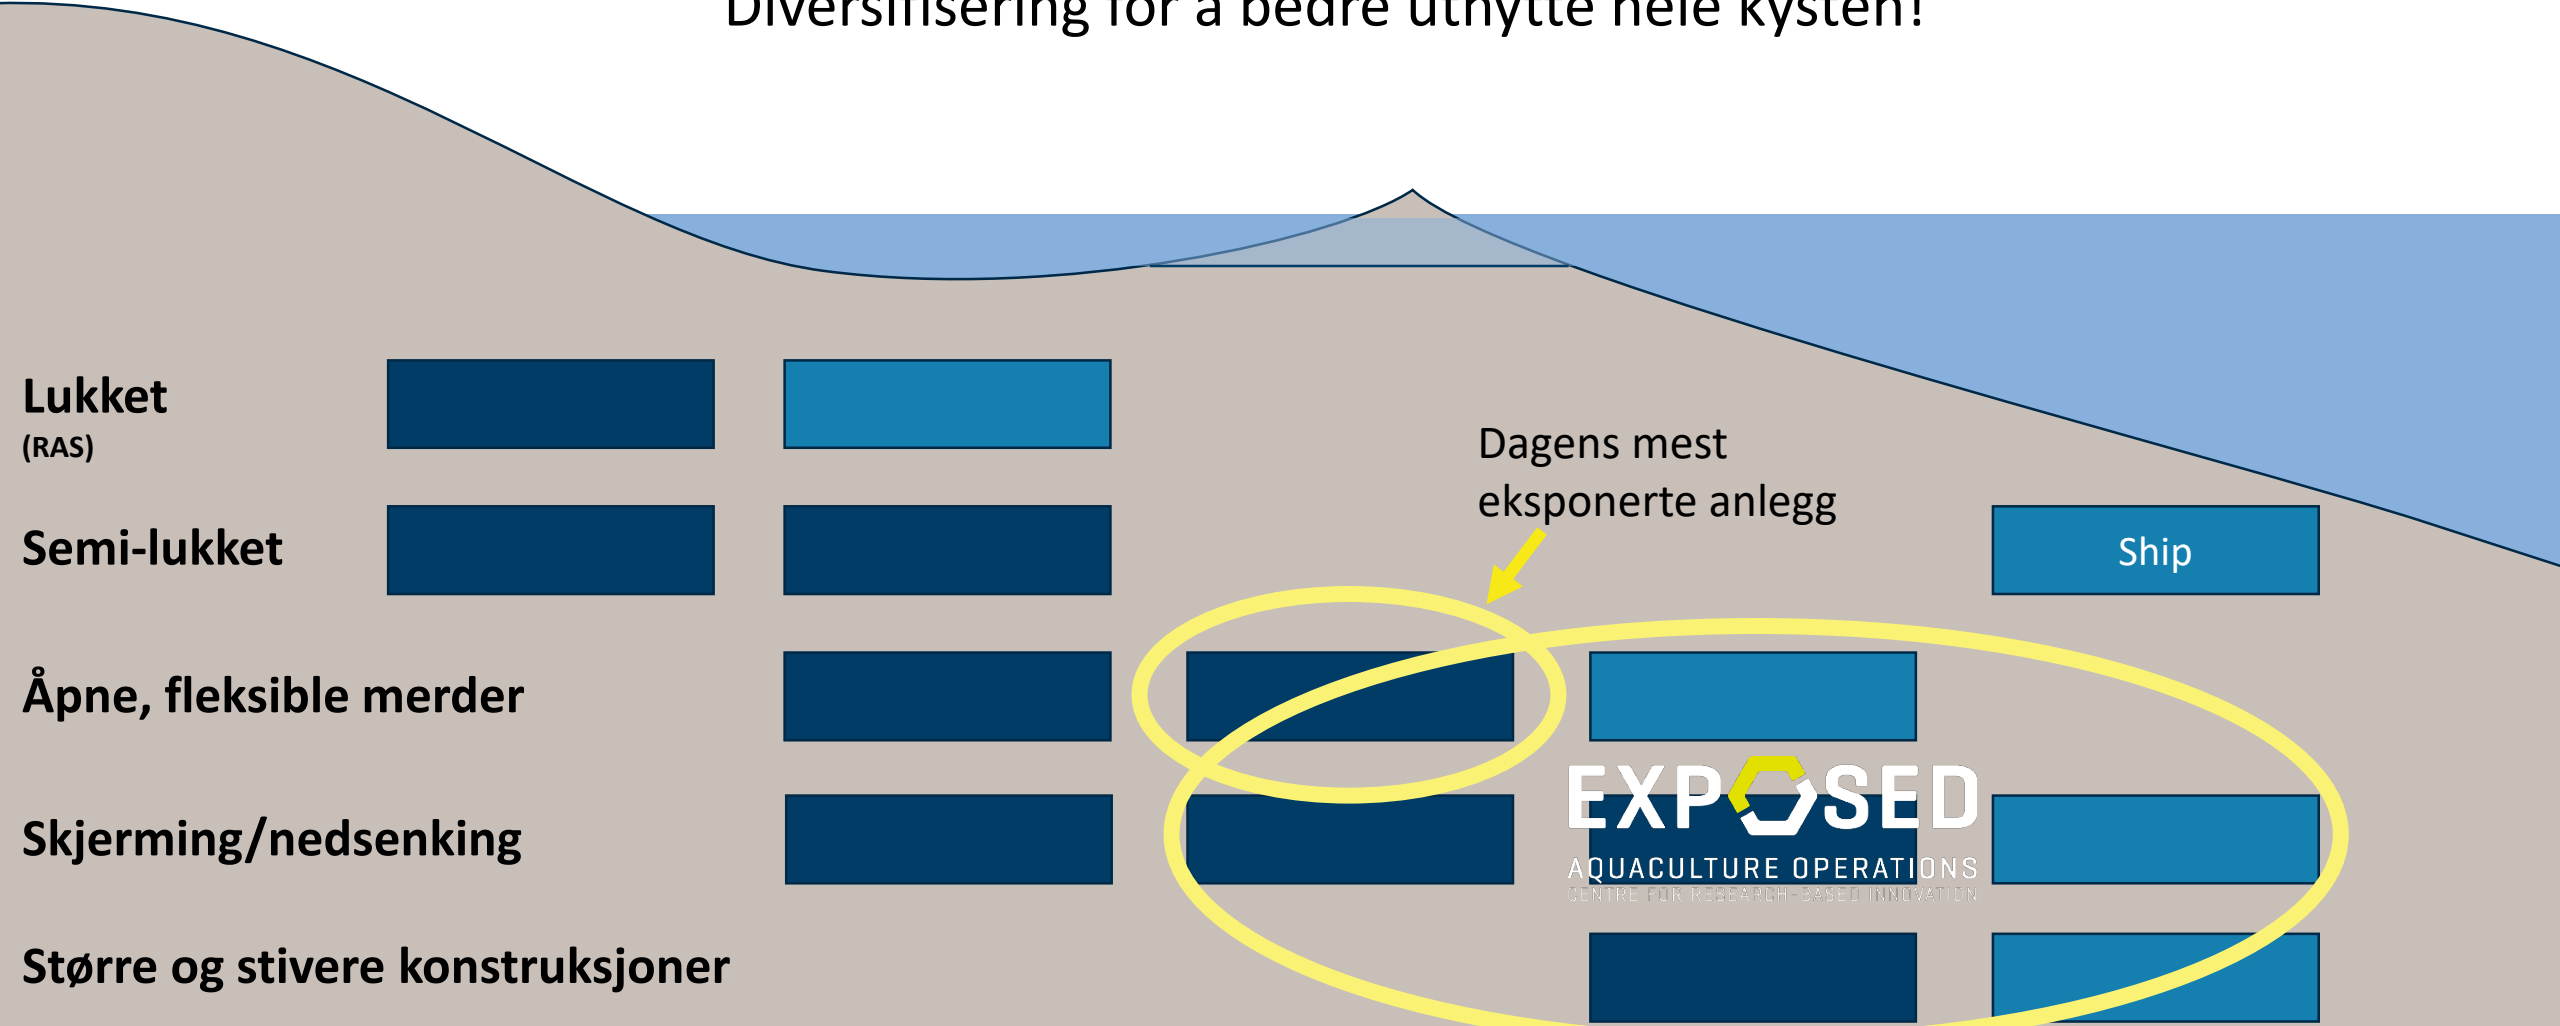 Diversifisering for å bedre utnytte hele kysten!
Lukket
(RAS)
Dagens mest
eksponerte anlegg
Semi-lukket
Ship
Åpne, fleksible merder
EXPOSED
Skjerming/nedsenking
AQUACULTURE OPERATIONS
CENTRE FOR RESEARCH-BASED INNOVATION
Større og stivere konstruksjoner